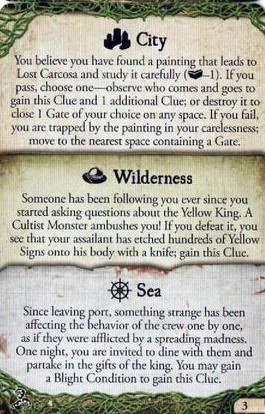 City
You believe you have found a painting that leads to
Lost Carcosa and study it carefully (–1). If you
pass, choose one—observe who comes and goes to
gain this Clue and 1 additional Clue; or destroy it to
close 1 Gate of your choice on any space. If you fail,
you are trapped by the painting in your carelessness;
move to the nearest space containing a Gate.
Wilderness
Someone has been following you ever since you
started asking questions about the Yellow King. A
Cultist Monster ambushes you! If you defeat it, you
see that your assailant has etched hundreds of Yellow
Signs onto his body with a knife; gain this Clue.
Sea
Since leaving port, something strange has been
affecting the behavior of the crew one by one,
as if they were afflicted by a spreading madness.
One night, you are invited to dine with them and
partake in the gifts of the king. You may gain
a Blight Condition to gain this Clue.
3